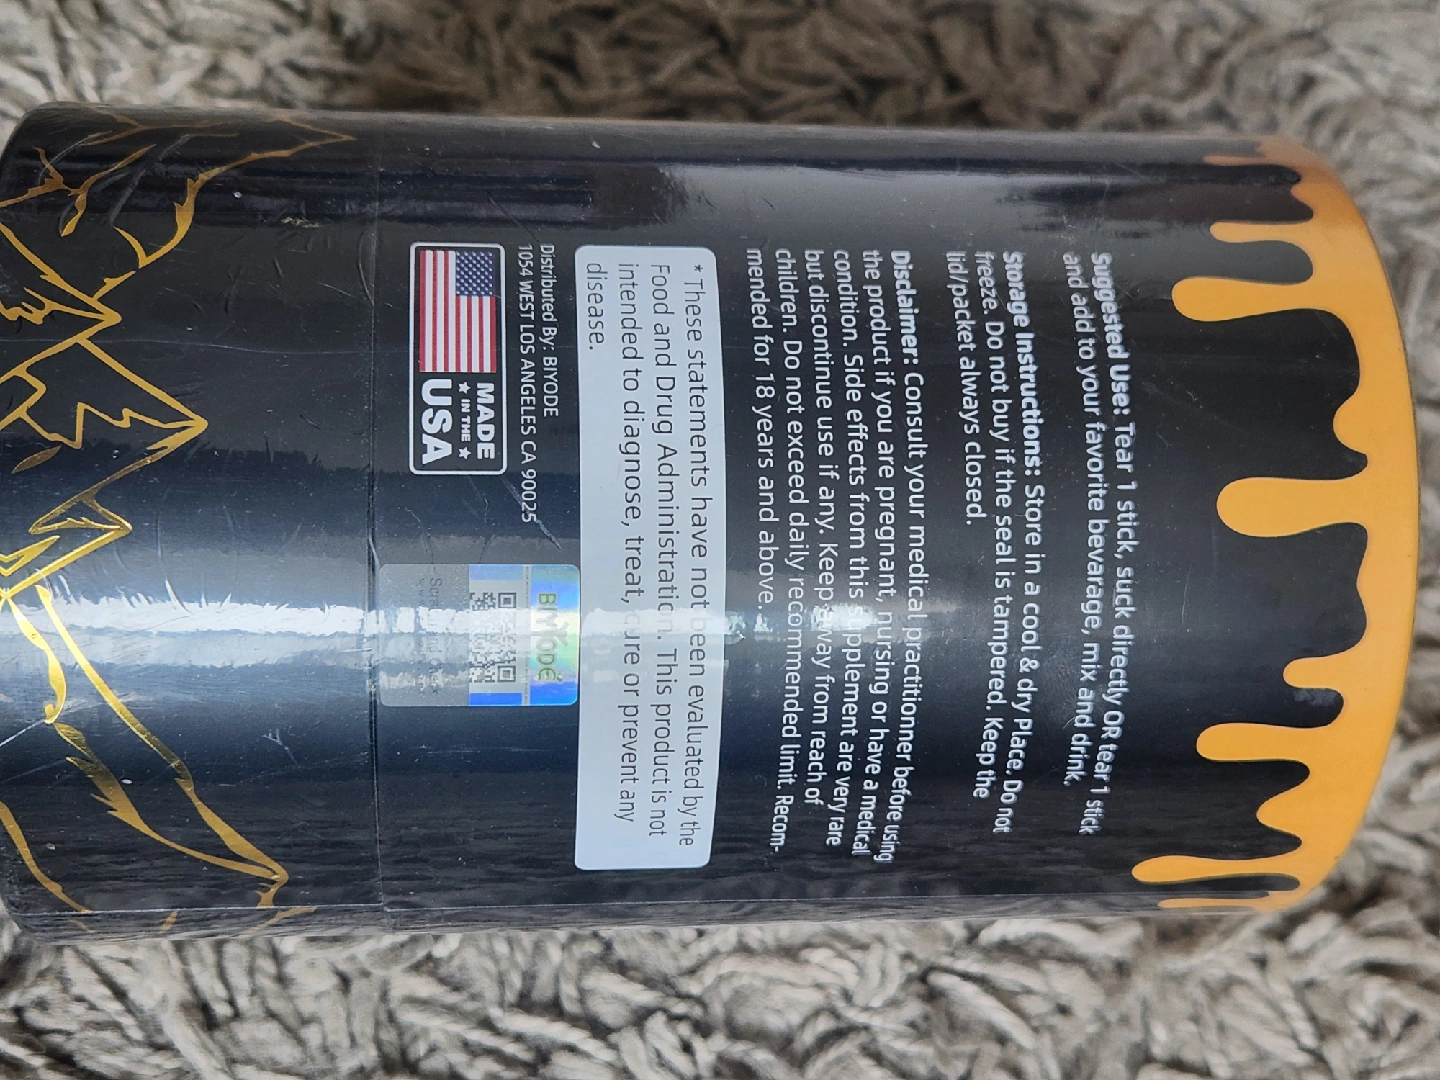 Suggested Use: Tear 1 stick, suck directly OR tear 1 stick
and add to your favorite bevarage, mix and drink,
Storage Instructions: Store in a cool & dry Place. Do not
freeze. Do not buy if the seal is tampered. Keep the
lid/packet always closed.
Disclaimer: Consult your medical practitionner before using
the product if you are pregnant, nursing or have a medical
condition. Side effects from this supplement are very rare
but discontinue use if any. Keep away from reach of
children. Do not exceed daily recommended limit. Recom-
mended for 18 years and above..
* These statements have not been evaluated by the
Food and Drug Administration. This product is not
intended to diagnose, treat, cure or prevent any
disease.
Distributed By: BIYODE
1054 WEST LOS ANGELES CA 90025
MADE
IN THE
USA
BIYODE